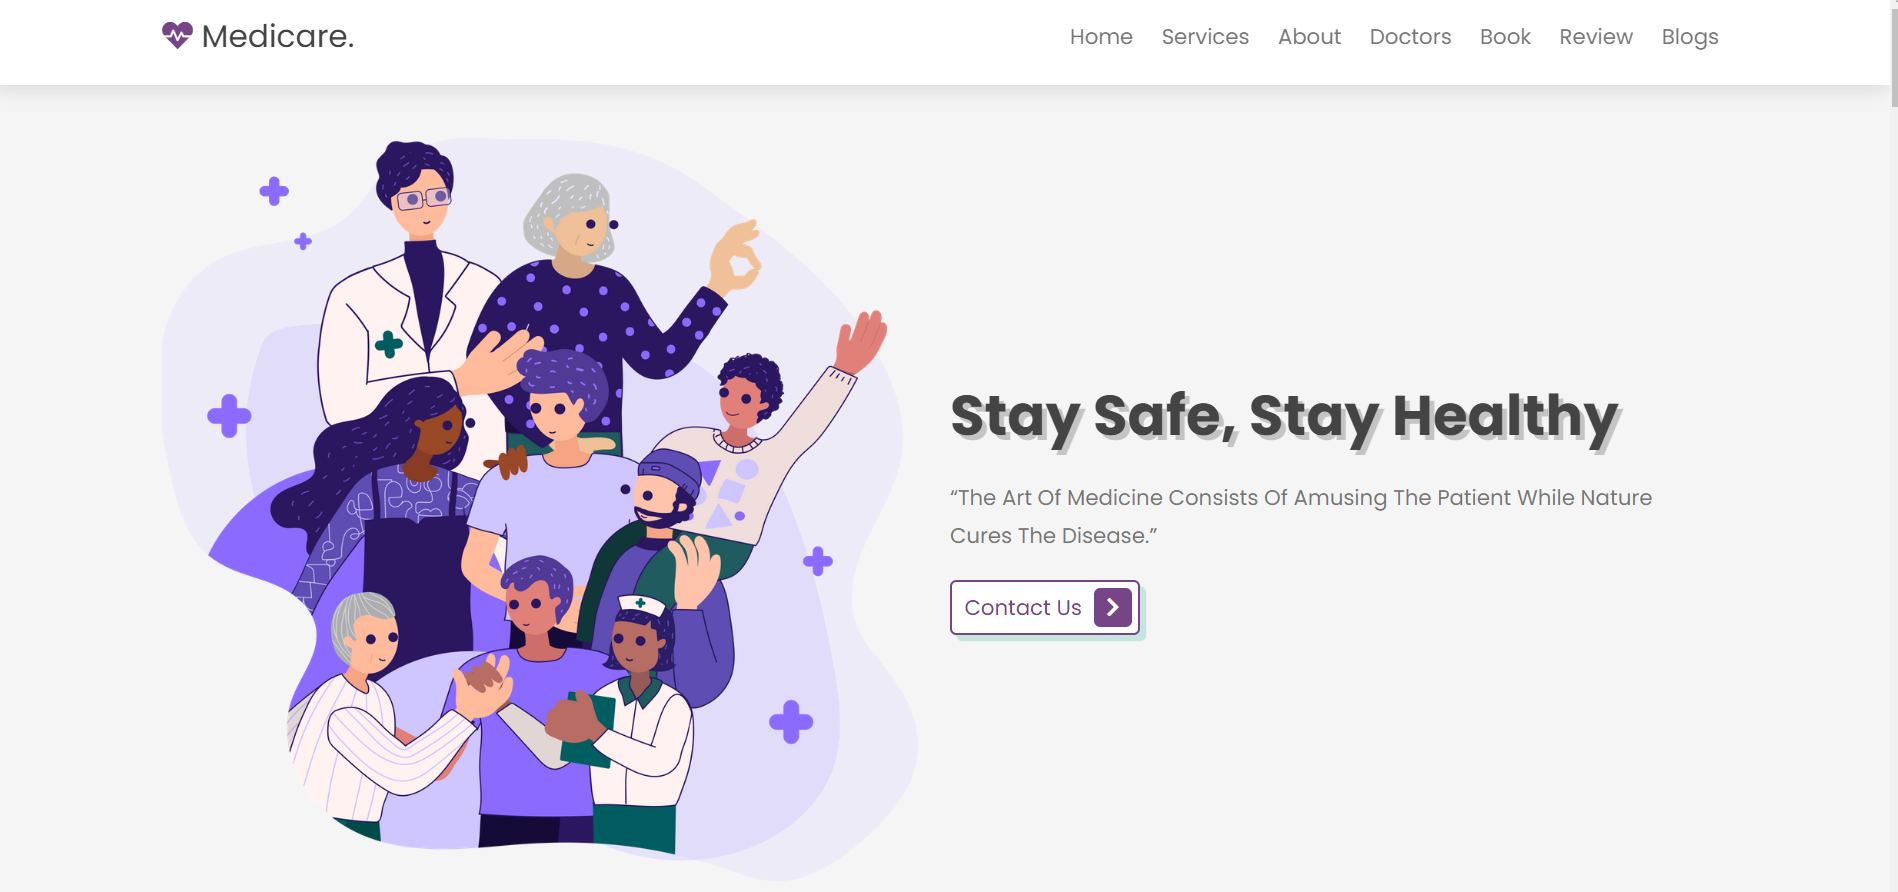 Medicare.
Home Services About Doctors Book Review Blogs
Stay Safe, Stay Healthy
“The Art Of Medicine Consists Of Amusing The Patient While Nature
Cures The Disease.”
Contact Us